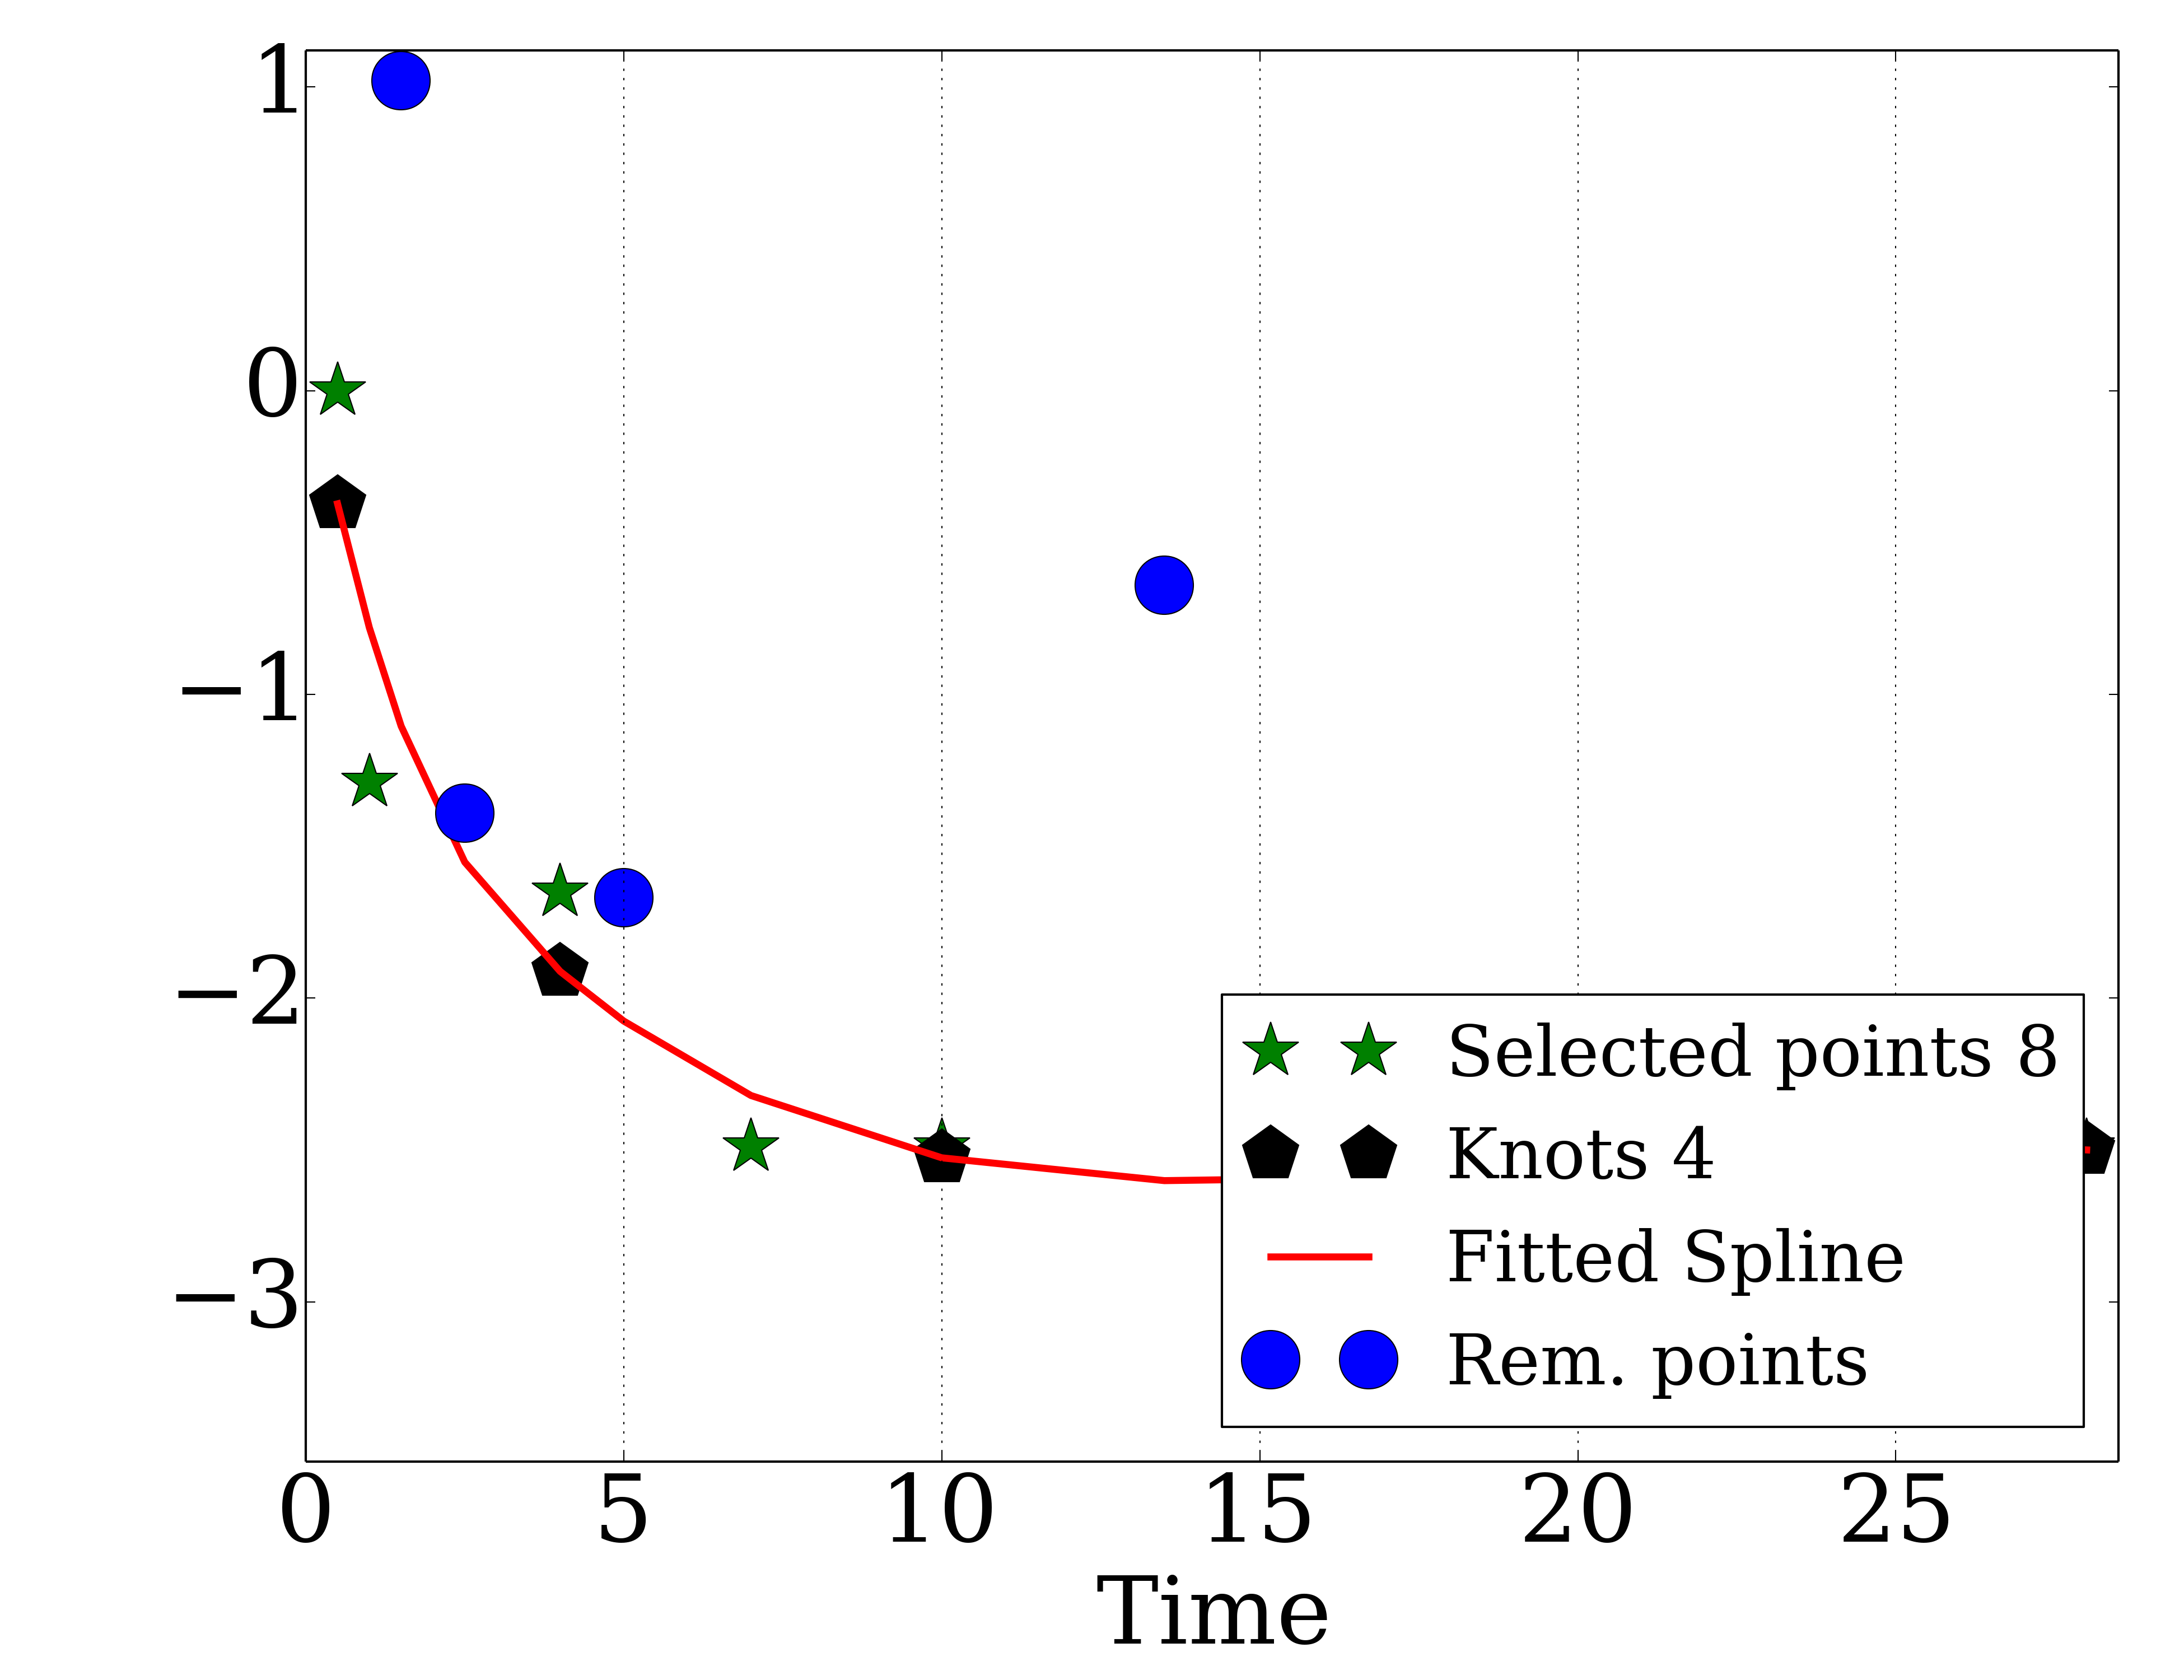 1
0
−1
−2
−3
0 5 10 15 20 25
Time
Selected points 8
Knots 4
Fitted Spline
Rem. points